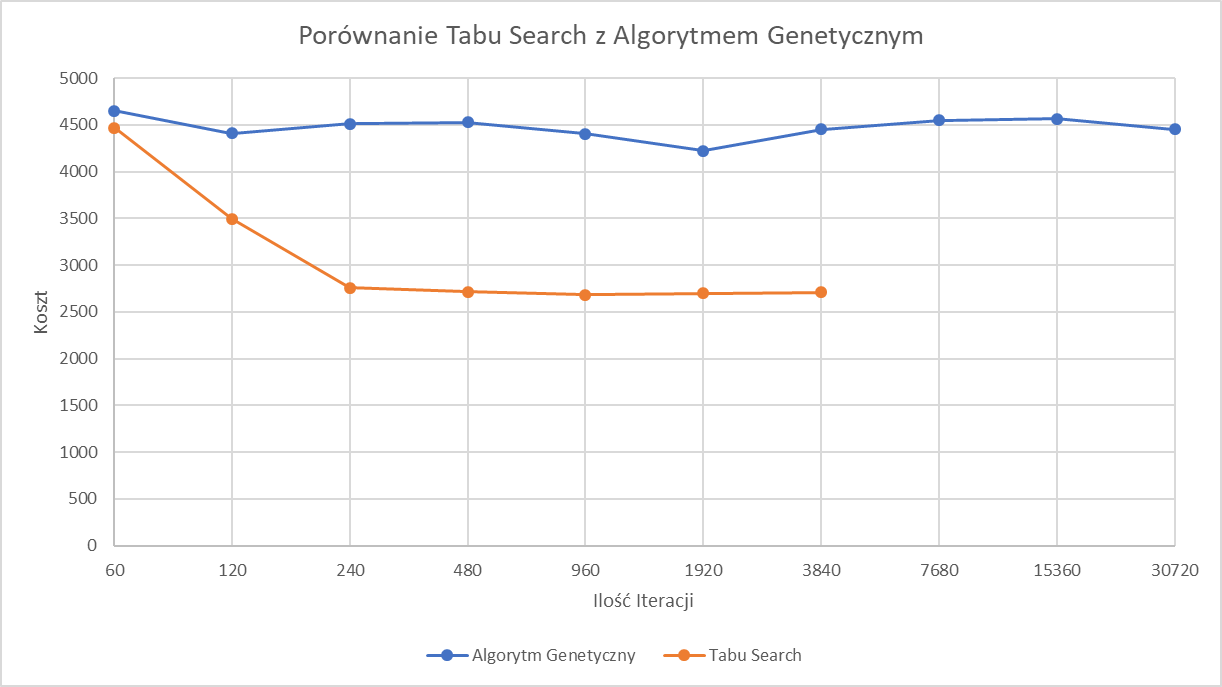 Porównanie Tabu Search z Algorytmem Genetycznym
5000
4500
4000
3500
3000
2500
2000
1500
1000
500
0
Koszt
60 120 240 480 960 1920 3840 7680 15360 30720
Ilość Iteracji
Algorytm Genetyczny Tabu Search